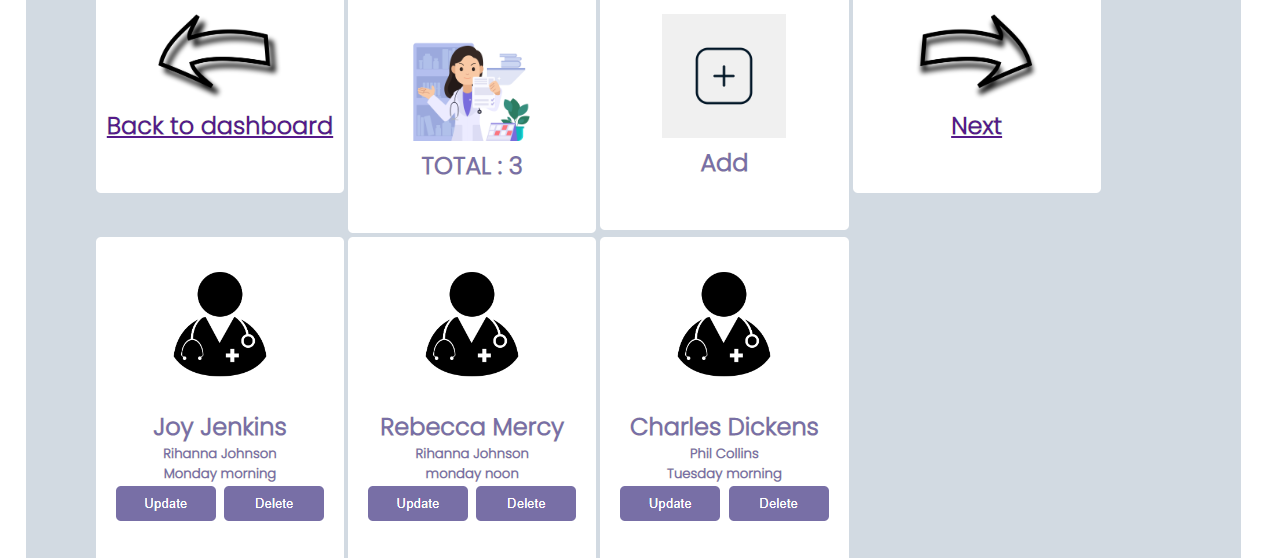 Back to dashboard
TOTAL : 3
Add
Next
Joy Jenkins
Rihanna Johnson
Monday morning
Update Delete
Rebecca Mercy
Rihanna Johnson
monday noon
Update Delete
Charles Dickens
Phil Collins
Tuesday morning
Update Delete